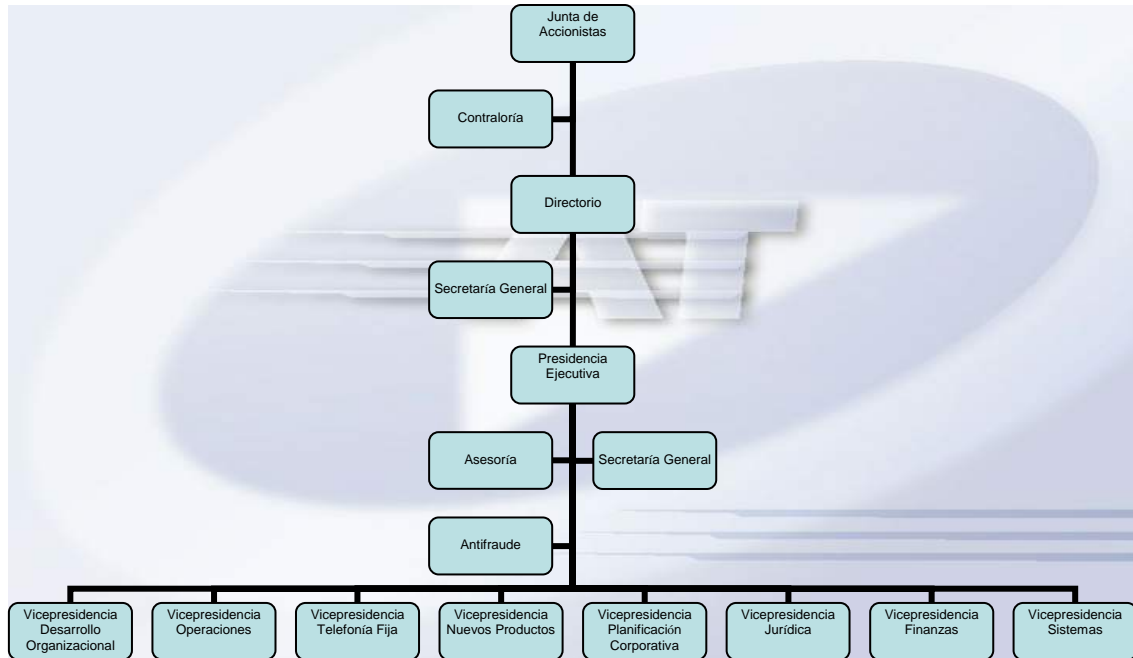 Junta de
Accionistas
Contraloría
Directorio
AT
Secretaría General
Presidencia
Ejecutiva
Asesoría
Secretaría General
Antifraude
Vicepresidencia
Desarrollo
Organizacional
Vicepresidencia
Operaciones
Vicepresidencia
Telefonía Fija
Vicepresidencia
Nuevos Productos
Vicepresidencia
Planificación
Corporativa
Vicepresidencia
Jurídica
Vicepresidencia
Finanzas
Vicepresidencia
Sistemas